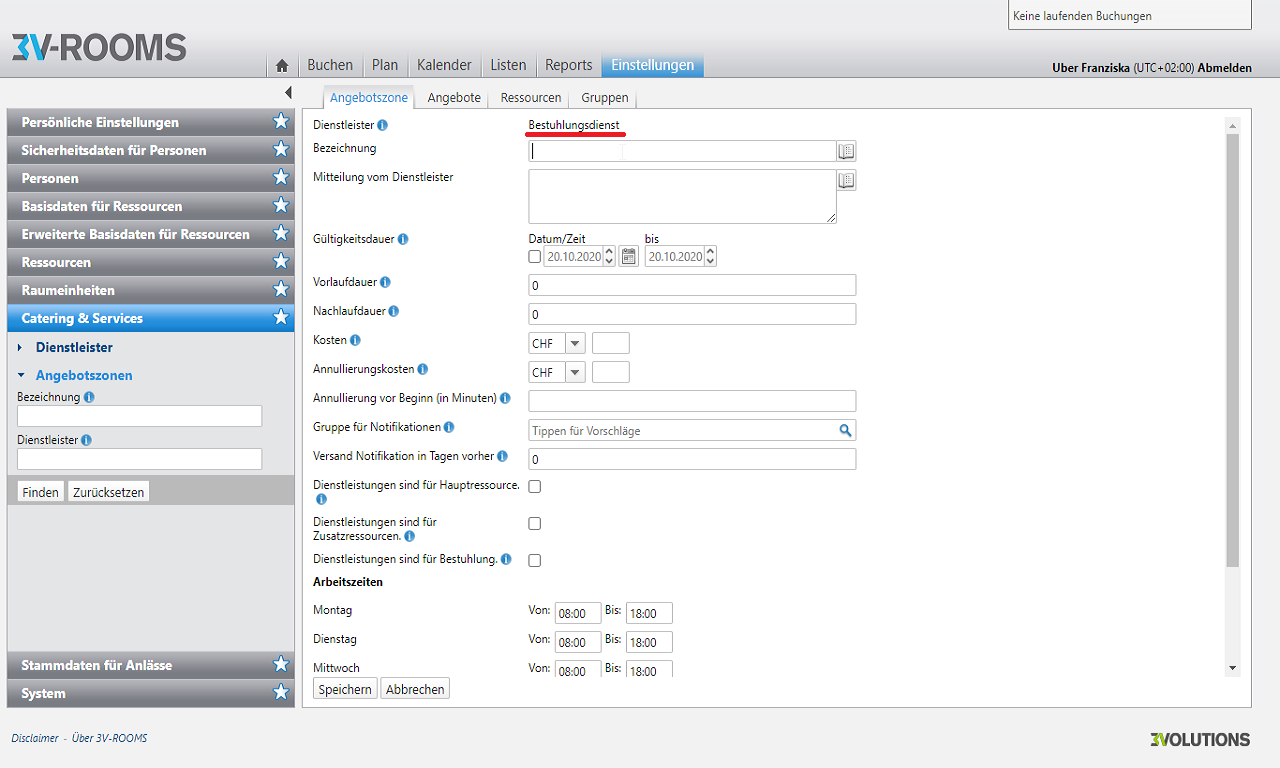 Keine laufenden Buchungen
3V-ROOMS
Buchen Plan Kalender Listen Reports Einstellungen
Uber Franziska (UTC+02:00) Abmelden
Angebotszone Angebote Ressourcen Gruppen
Persönliche Einstellungen
Sicherheitsdaten für Personen
Personen
Basisdaten für Ressourcen
Erweiterte Basisdaten für Ressourcen
Ressourcen
Raumeinheiten
Catering & Services
Dienstleister
Angebotszonen
Bezeichnung
Dienstleister
Finden Zurücksetzen
Stammdaten für Anlässe
System
Dienstleister Bestuhlungsdienst
Bezeichnung
Mitteilung vom Dienstleister
Gültigkeitsdauer Datum/Zeit bis
20.10.2020 20.10.2020
Vorlaufdauer 0
Nachlaufdauer 0
Kosten CHF
Annullierungskosten CHF
Annullierung vor Beginn (in Minuten)
Gruppe für Notifikationen Tippen für Vorschläge
Versand Notifikation in Tagen vorher 0
Dienstleistungen sind für Hauptressource.
Dienstleistungen sind für
Zusatzressourcen.
Dienstleistungen sind für Bestuhlung.
Arbeitszeiten
Montag Von: 08:00 Bis: 18:00
Dienstag Von: 08:00 Bis: 18:00
Mittwoch Von: 08:00 Bis: 18:00
Speichern Abbrechen
Disclaimer - Über 3V-ROOMS
3VOLUTIONS